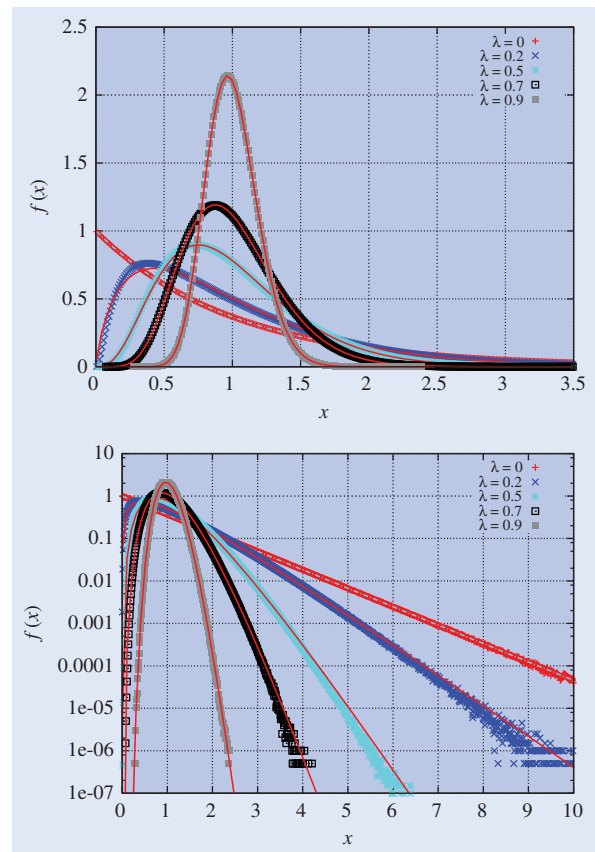 2.5
2
1.5
1
0.5
0
f (x)
λ = 0
λ = 0.2
λ = 0.5
λ = 0.7
λ = 0.9
0 0.5 1 1.5 2 2.5 3 3.5
x
10
1
0.1
0.01
0.001
0.0001
1e-05
1e-06
1e-07
f (x)
λ = 0
λ = 0.2
λ = 0.5
λ = 0.7
λ = 0.9
0 1 2 3 4 5 6 7 8 9 10
x